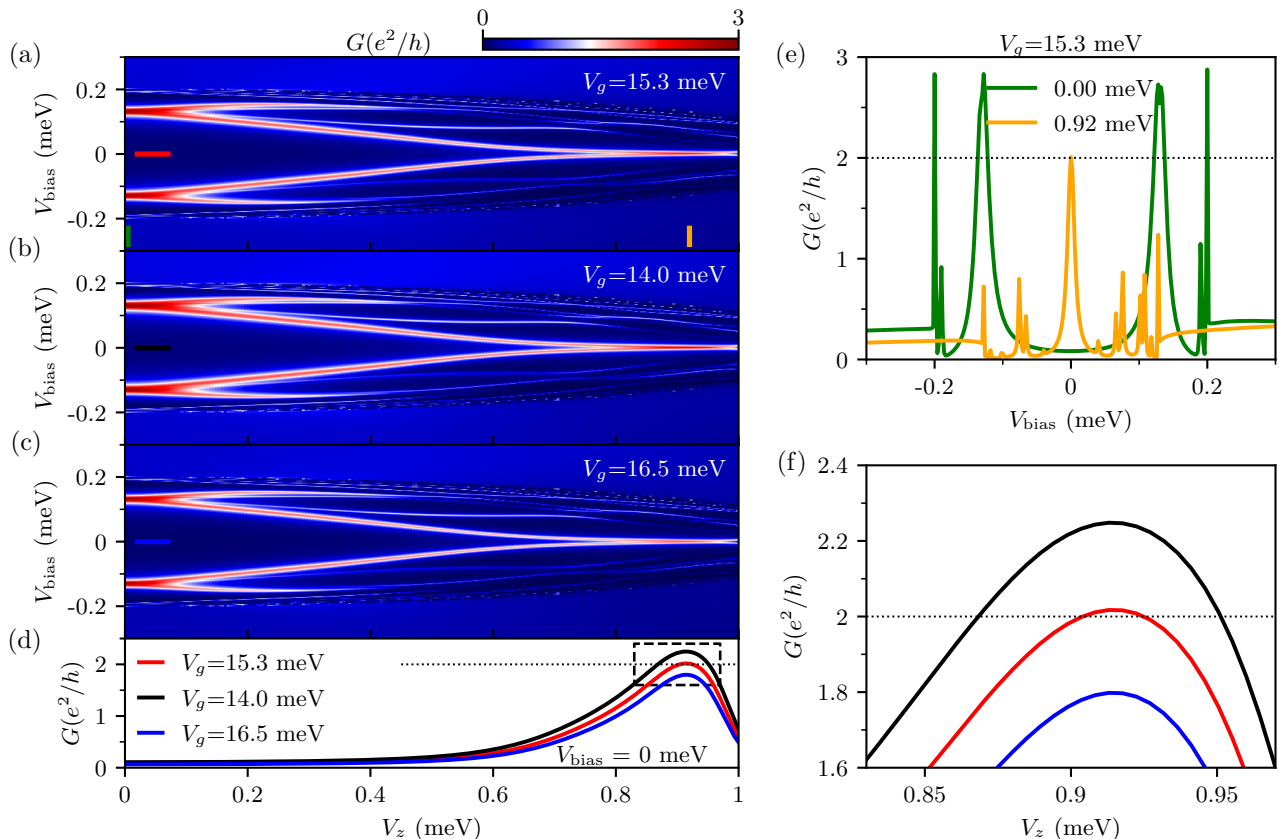 0
3
G(e²/h)
(a)
V_g=15.3 meV
0.2
0
-0.2
V_bias (meV)
(b)
V_g=14.0 meV
0.2
0
-0.2
V_bias (meV)
(c)
V_g=16.5 meV
0.2
0
-0.2
V_bias (meV)
(d)
V_g=15.3 meV
V_g=14.0 meV
V_g=16.5 meV
V_bias = 0 meV
2
1
0
G(e²/h)
0 0.2 0.4 0.6 0.8 1
V_z (meV)
(e)
V_g=15.3 meV
0.00 meV
0.92 meV
3
2
1
0
G(e²/h)
-0.2 0 0.2
V_bias (meV)
(f)
2.4
2.2
2
1.8
1.6
G(e²/h)
0.85 0.9 0.95
V_z (meV)